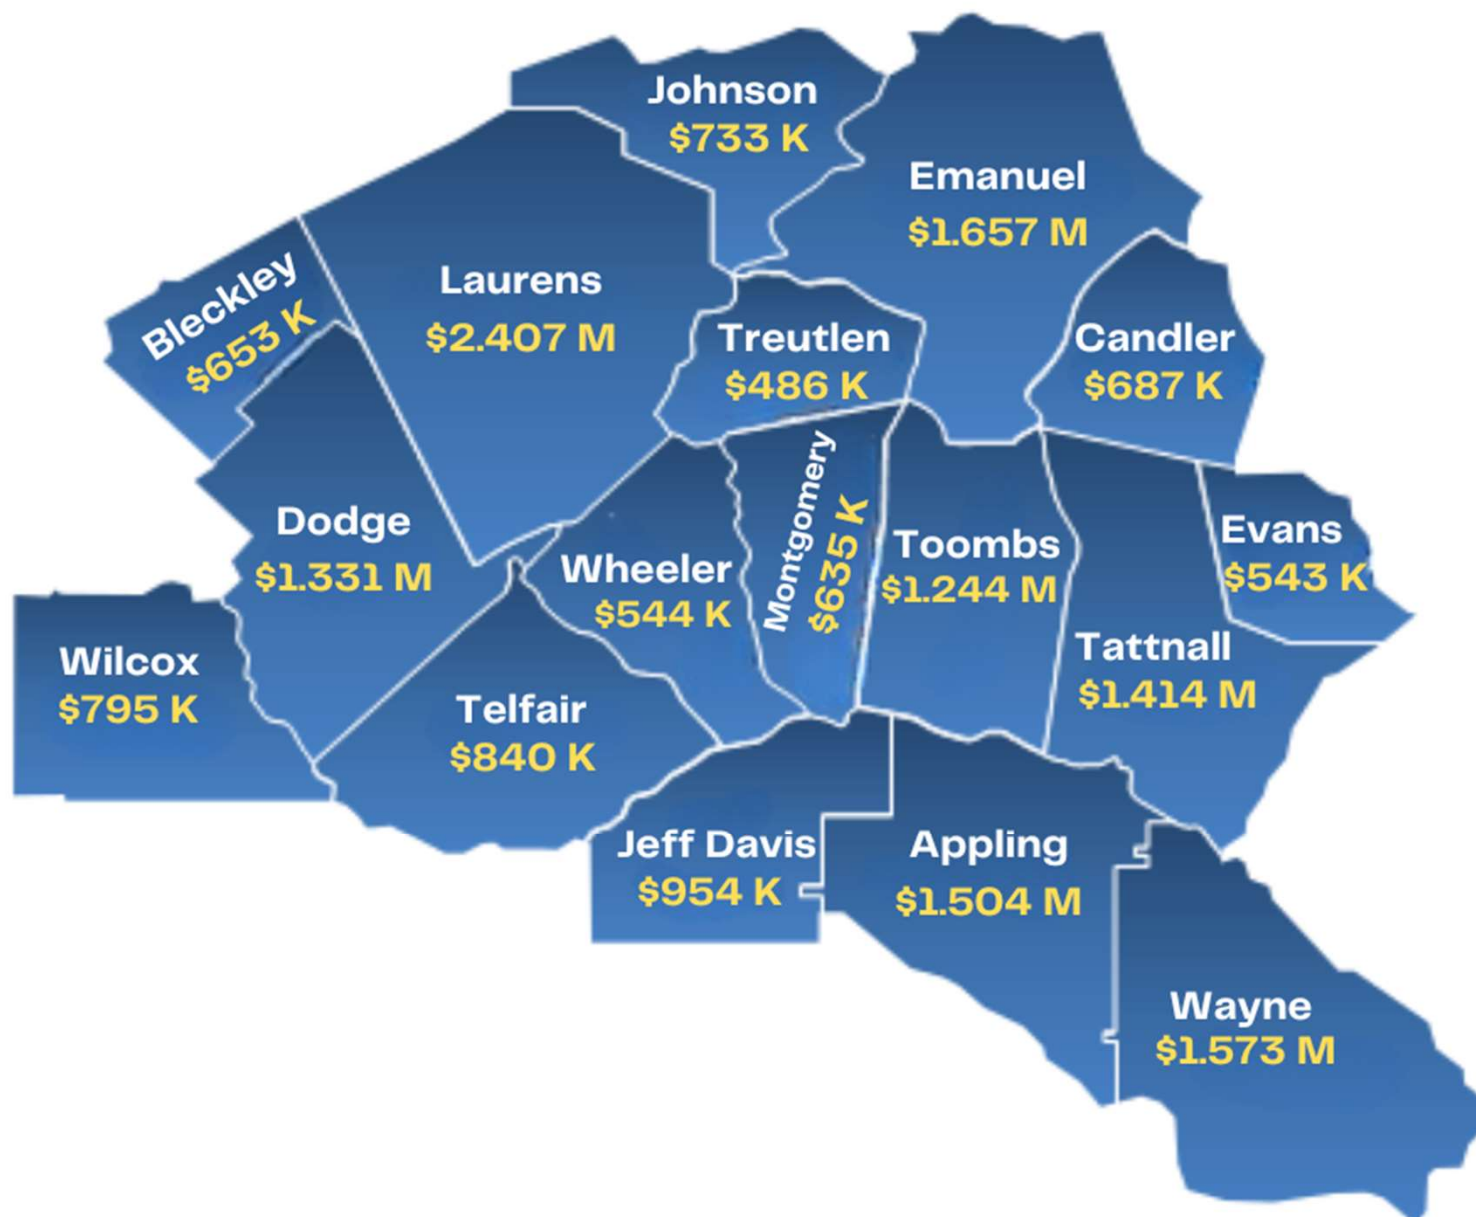 Johnson
$733 K
Emanuel
$1.657 M
Bleckley
$653 K
Laurens
$2.407 M
Treutlen
$486 K
Candler
$687 K
Dodge
$1.331 M
Wheeler
$544 K
Montgomery
$635 K
Toombs
$1.244 M
Evans
$543 K
Tattnall
$1.414 M
Wilcox
$795 K
Telfair
$840 K
Jeff Davis
$954 K
Appling
$1.504 M
Wayne
$1.573 M